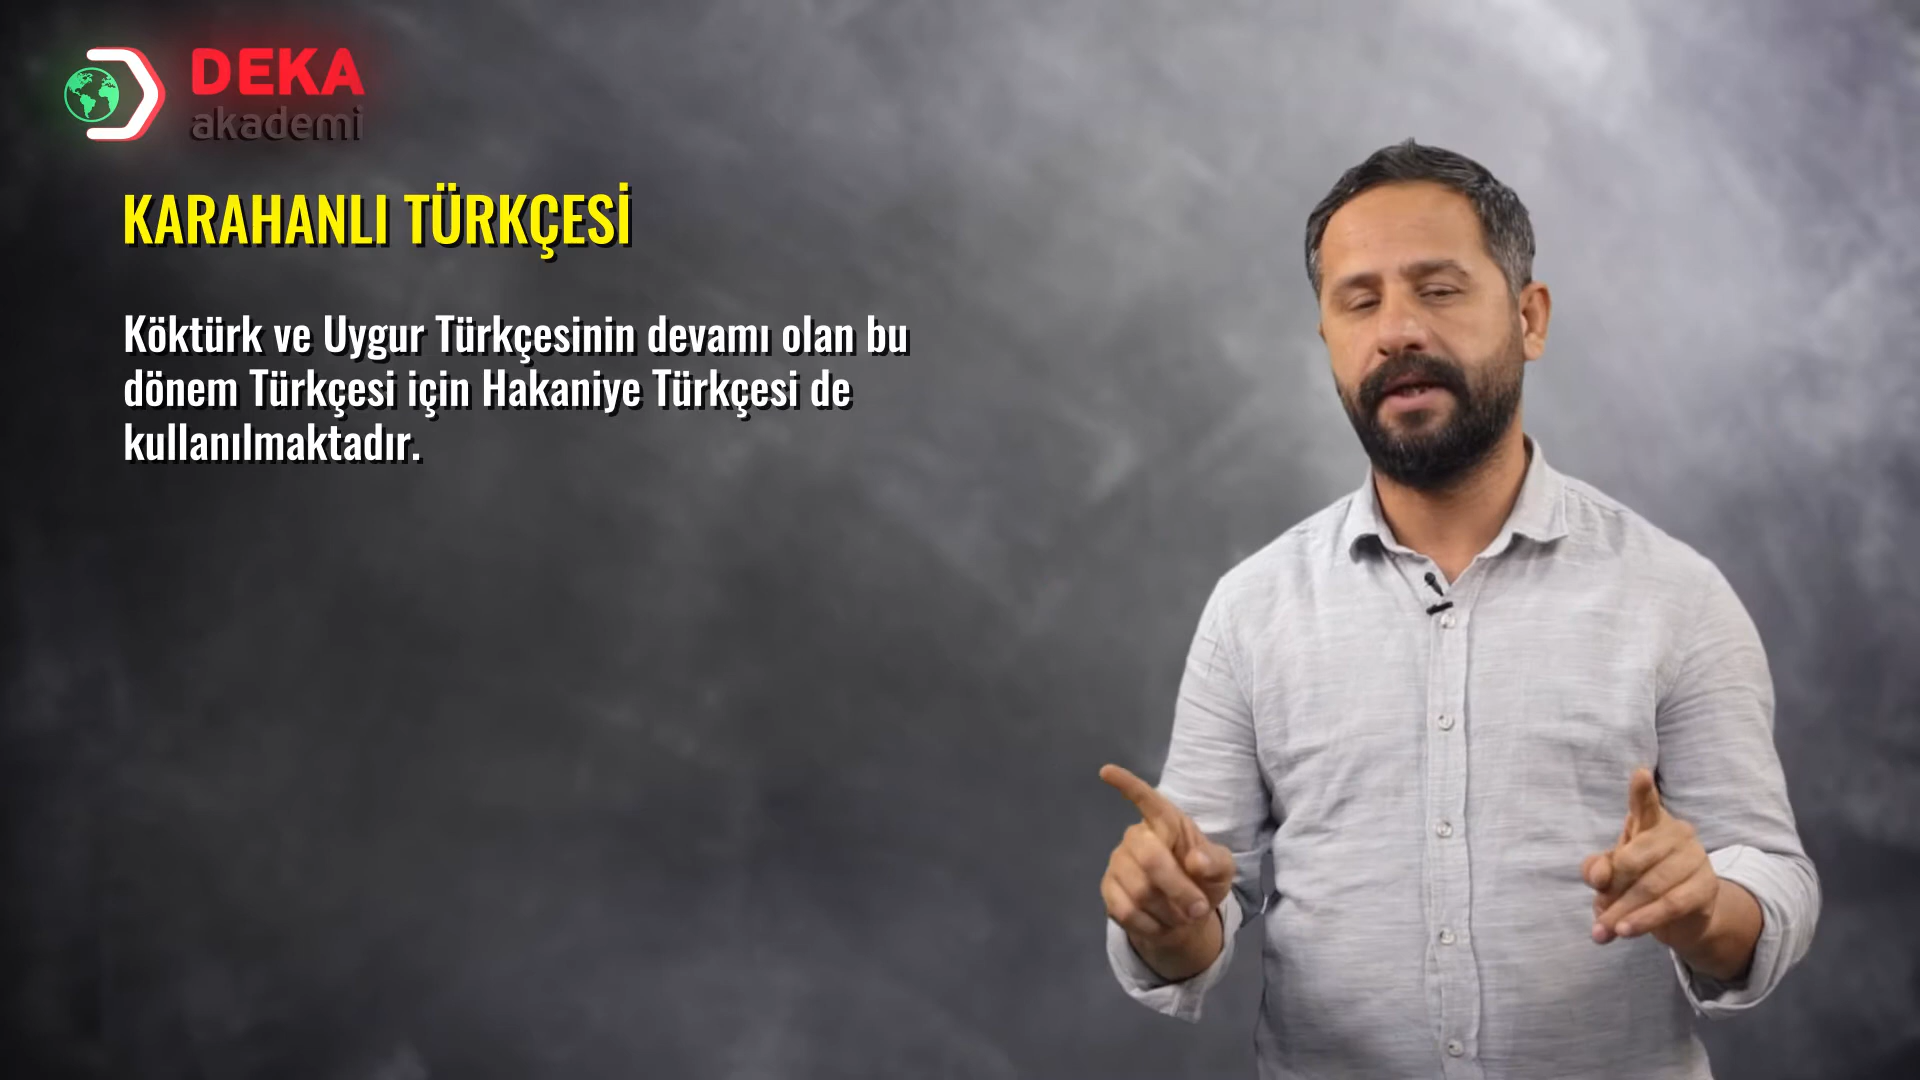 DEKA
akademi
KARAHANLI TÜRKÇESİ
Köktürk ve Uygur Türkçesinin devamı olan bu
dönem Türkçesi için Hakaniye Türkçesi de
kullanılmaktadır.